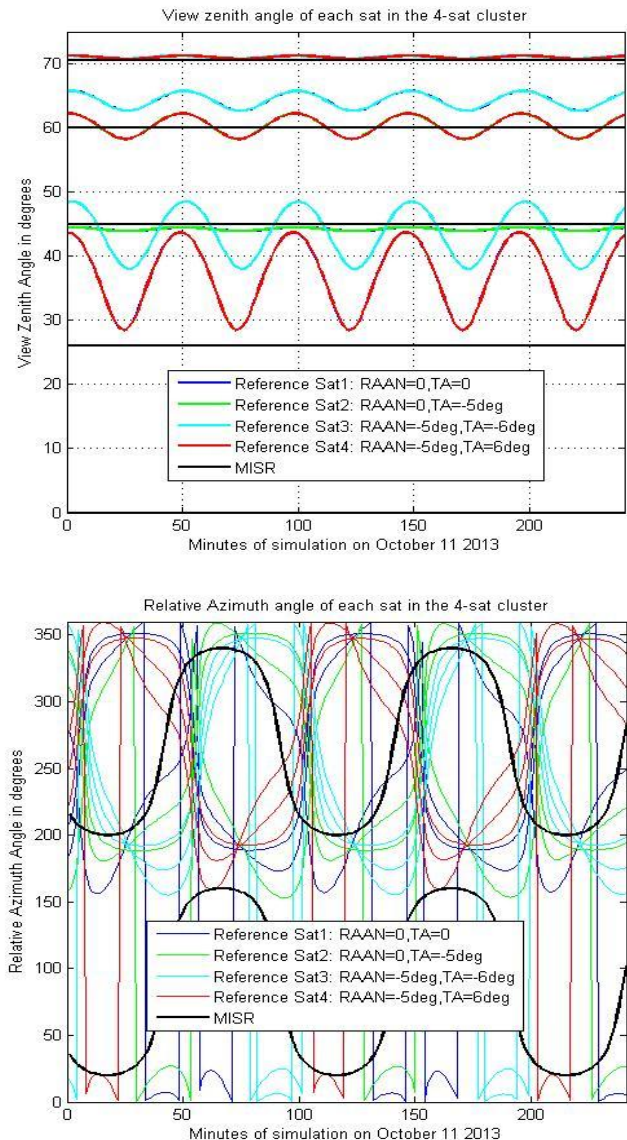 View zenith angle of each sat in the 4-sat cluster
70
60
50
40
30
20
10
0
View Zenith Angle in degrees
Reference Sat1: RAAN=0,TA=0
Reference Sat2: RAAN=0,TA=-5deg
Reference Sat3: RAAN=-5deg,TA=-6deg
Reference Sat4: RAAN=-5deg,TA=6deg
MISR
0 50 100 150 200
Minutes of simulation on October 11 2013
Relative Azimuth angle of each sat in the 4-sat cluster
350
300
250
200
150
100
50
0
Relative Azimuth Angle in degrees
Reference Sat1: RAAN=0,TA=0
Reference Sat2: RAAN=0,TA=-5deg
Reference Sat3: RAAN=-5deg,TA=-6deg
Reference Sat4: RAAN=-5deg,TA=6deg
MISR
0 50 100 150 200
Minutes of simulation on October 11 2013